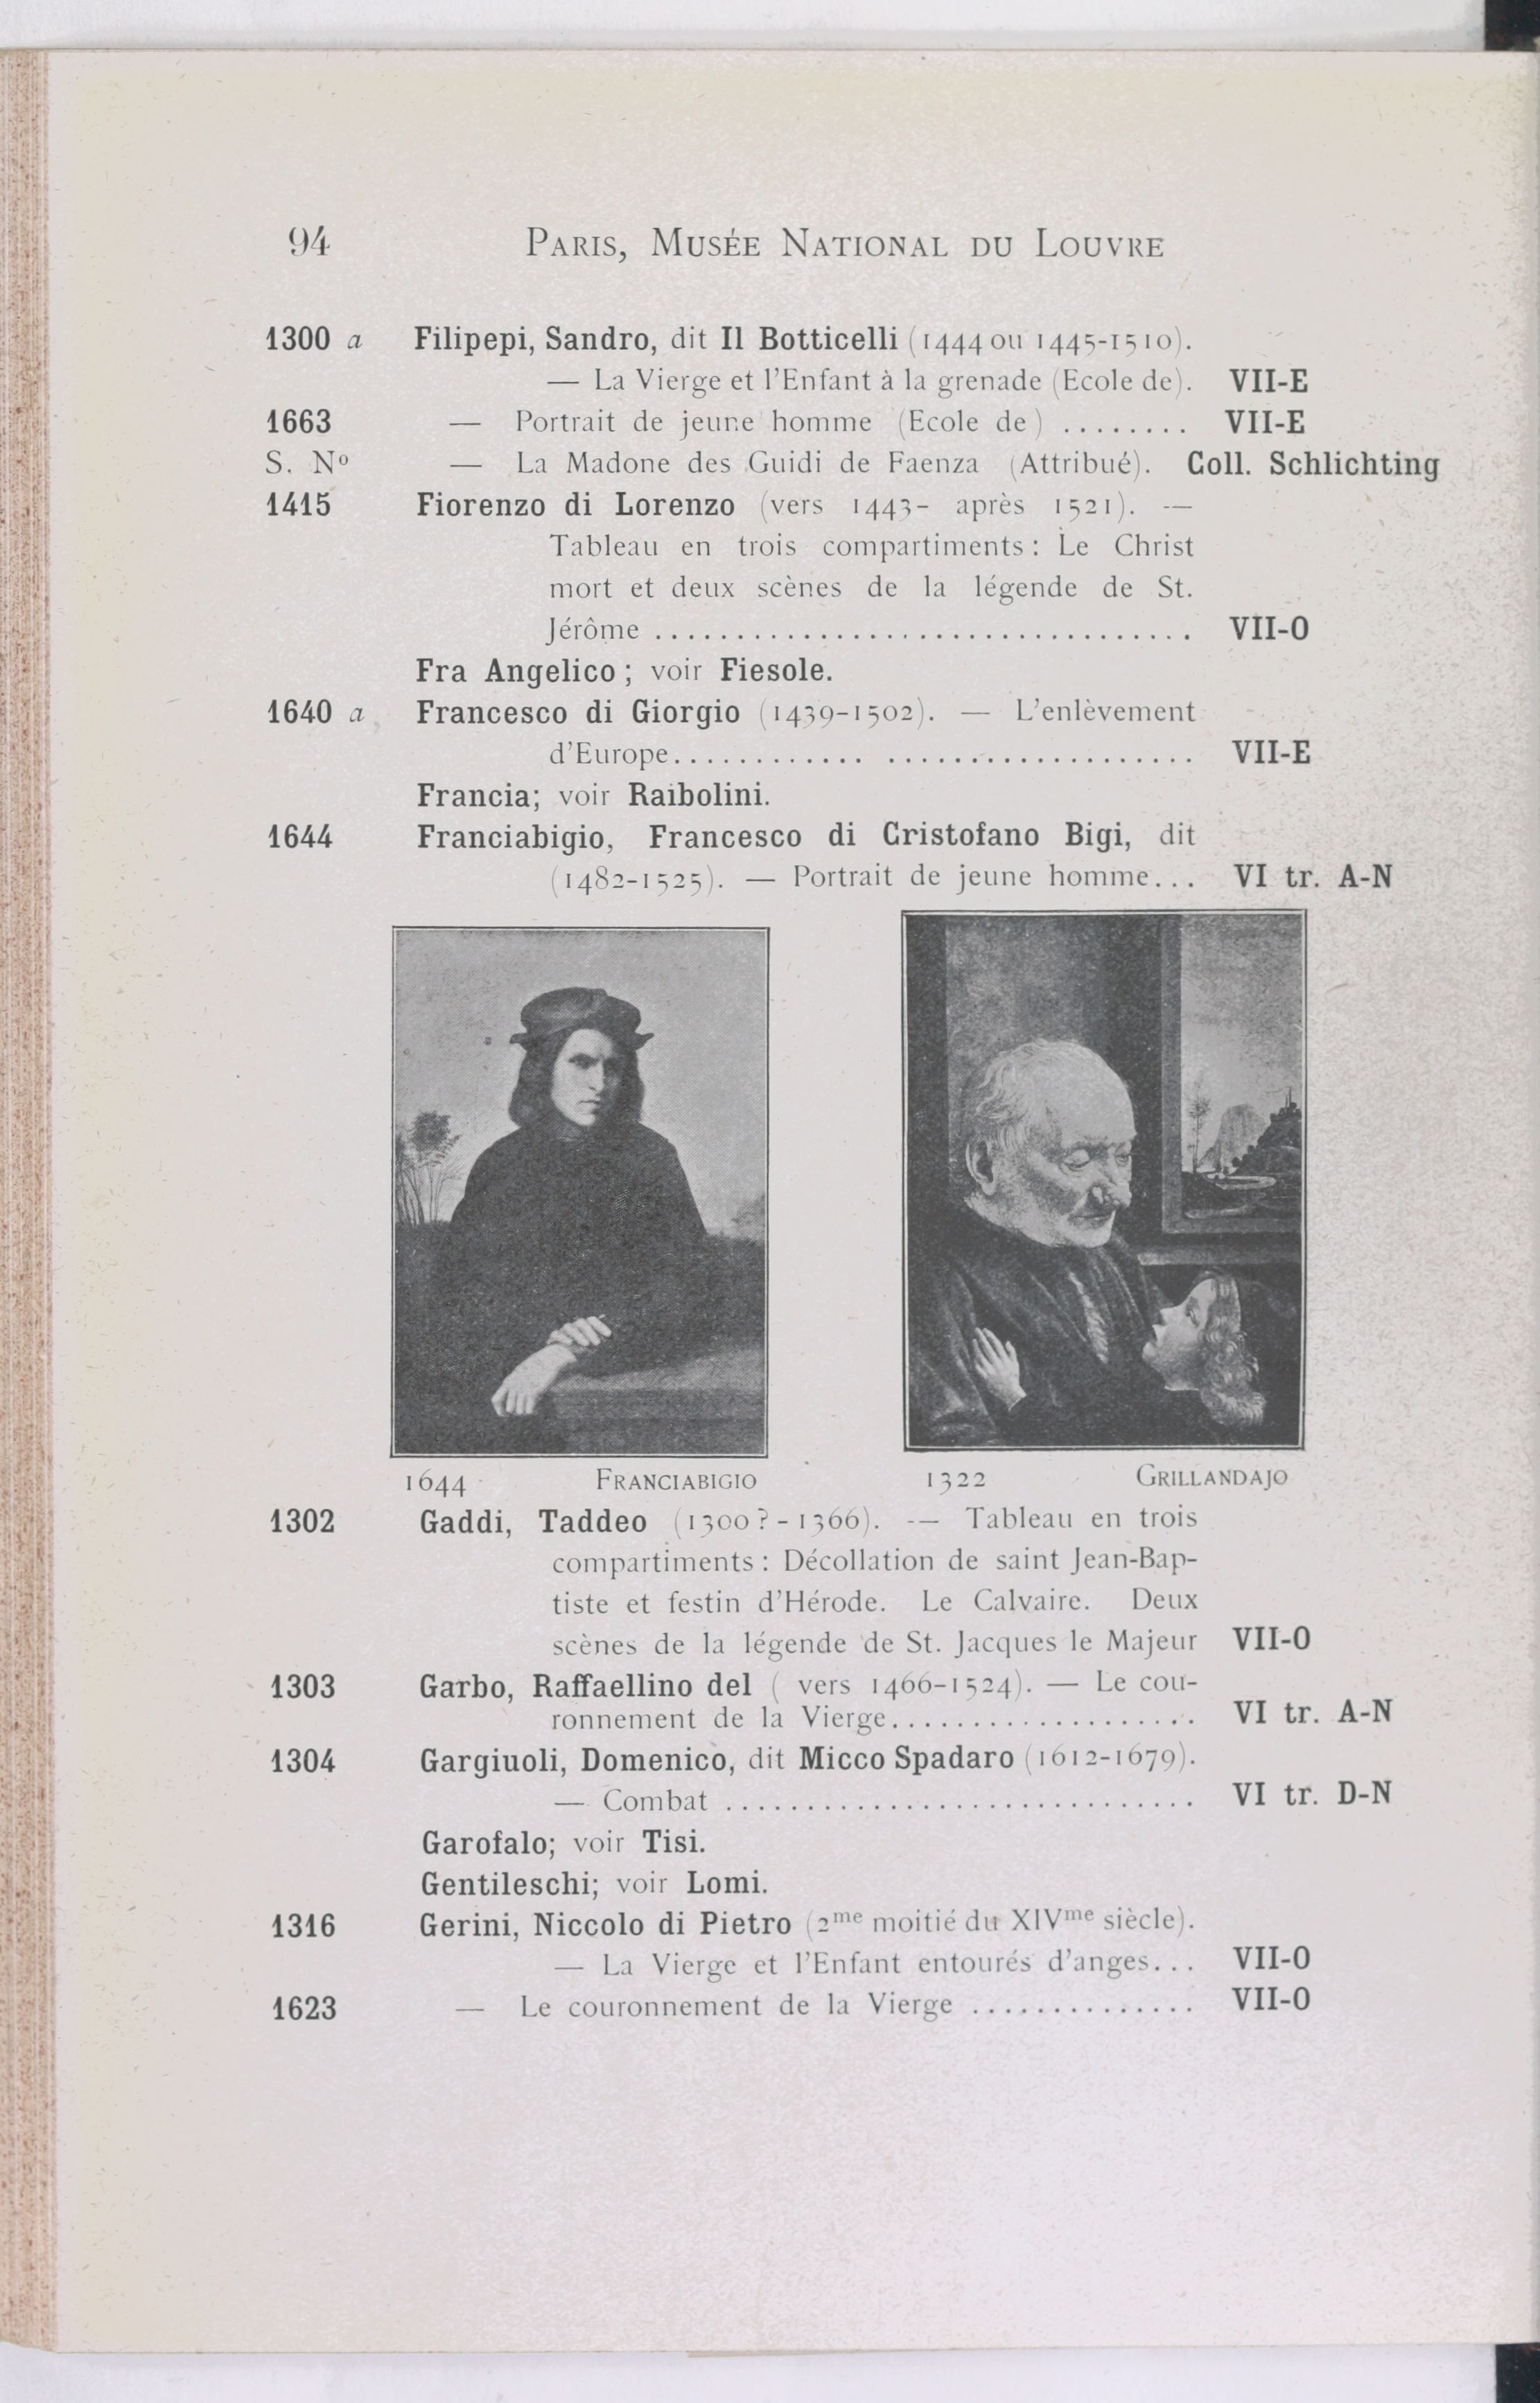 94 PARIS, MUSÉE NATIONAL DU LOUVRE
1300 a Filipepi, Sandro, dit Il Botticelli (1444 ou 1445-1510).
— La Vierge et l'Enfant à la grenade (Ecole de). VII-E
1663 — Portrait de jeune homme (Ecole de) ........ VII-E
S. Nº — La Madone des Guidi de Faenza (Attribué). Coll. Schlichting
1415 Fiorenzo di Lorenzo (vers 1443- après 1521). —
Tableau en trois compartiments : Le Christ
mort et deux scènes de la légende de St.
Jérôme ................................. VII-O
Fra Angelico ; voir Fiesole.
1640 a Francesco di Giorgio (1439-1502). — L'enlèvement
d'Europe............ ................... VII-E
Francia; voir Raibolini.
1644 Franciabigio, Francesco di Cristofano Bigi, dit
(1482-1525). — Portrait de jeune homme... VI tr. A-N
1644 FRANCIABIGIO 1322 GRILLANDAJO
1302 Gaddi, Taddeo (1300 ? - 1366). — Tableau en trois
compartiments : Décollation de saint Jean-Bap-
tiste et festin d'Hérode. Le Calvaire. Deux
scènes de la légende de St. Jacques le Majeur VII-O
1303 Garbo, Raffaellino del ( vers 1466-1524). — Le cou-
ronnement de la Vierge................... VI tr. A-N
1304 Gargiuoli, Domenico, dit Micco Spadaro (1612-1679).
— Combat ............................. VI tr. D-N
Garofalo; voir Tisi.
Gentileschi; voir Lomi.
1316 Gerini, Niccolo di Pietro (2me moitié du XIVme siècle).
— La Vierge et l'Enfant entourés d'anges... VII-O
1623 — Le couronnement de la Vierge .............. VII-O